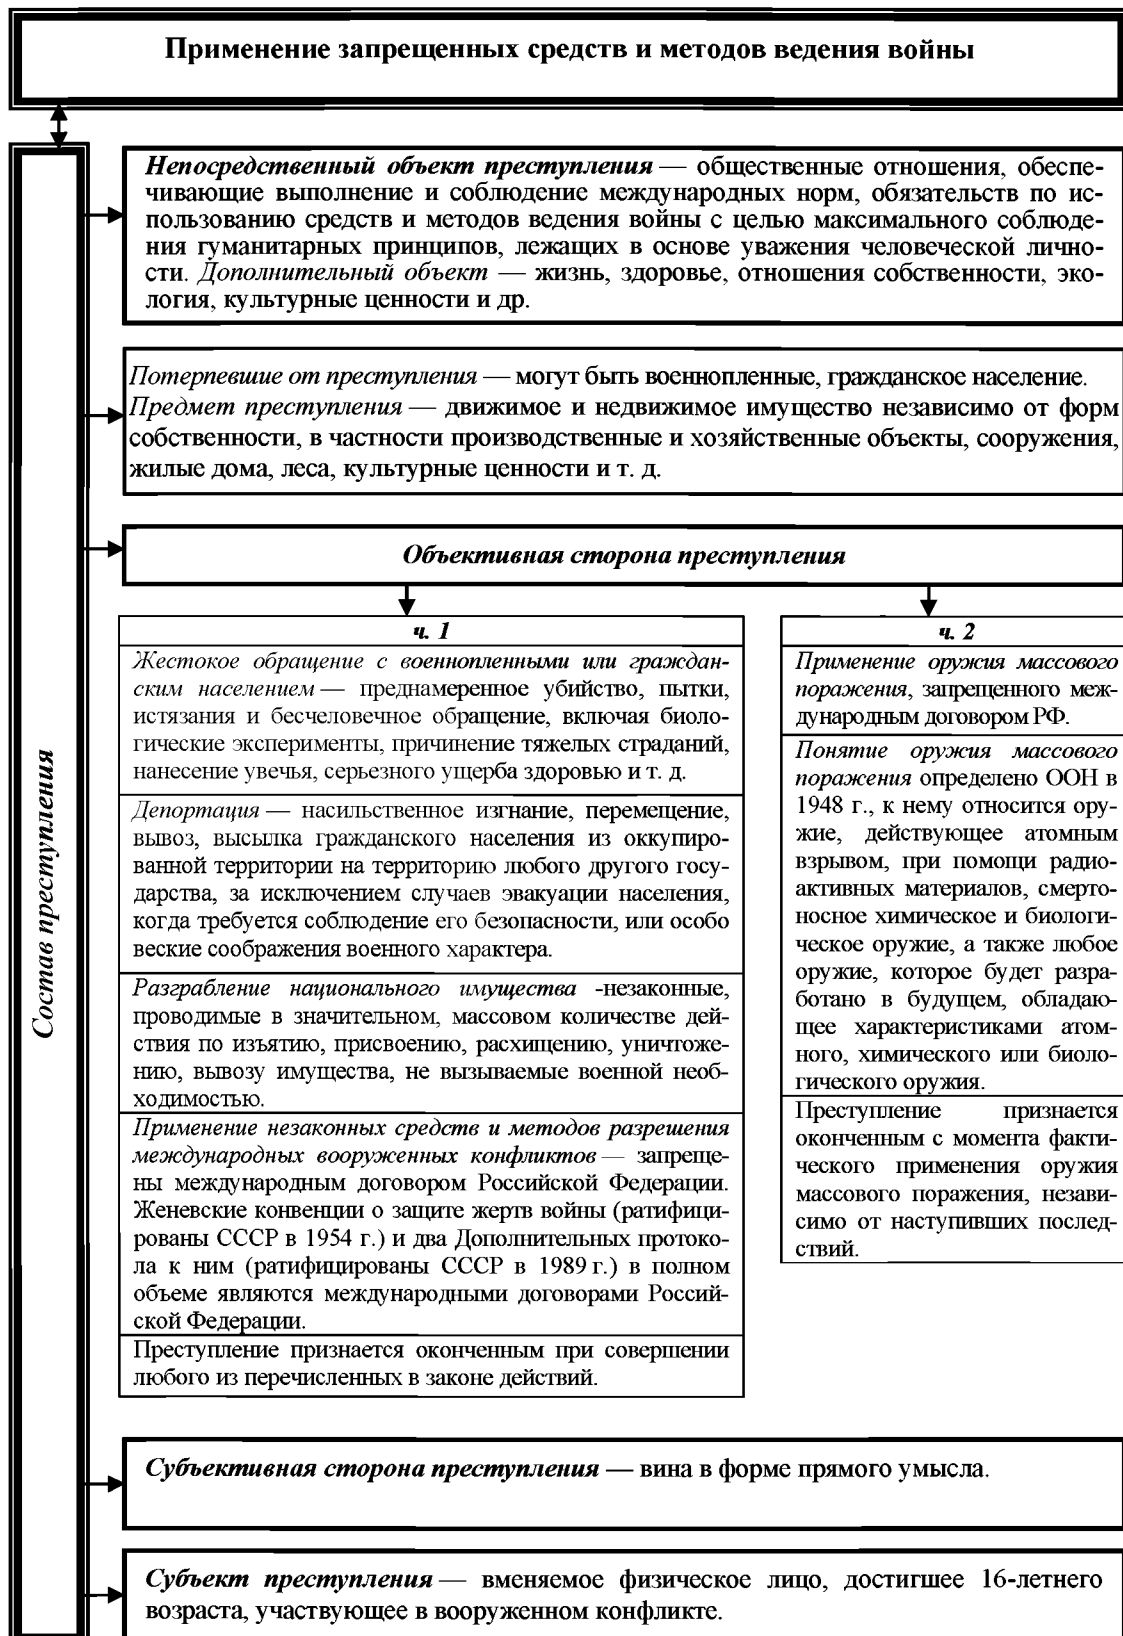 Применение запрещенных средств и методов ведения войны
Состав преступления
Непосредственный объект преступления — общественные отношения, обеспе-
чивающие выполнение и соблюдение международных норм, обязательств по ис-
пользованию средств и методов ведения войны с целью максимального соблюде-
ния гуманитарных принципов, лежащих в основе уважения человеческой лично-
сти. Дополнительный объект — жизнь, здоровье, отношения собственности, эко-
логия, культурные ценности и др.
Потерпевшие от преступления — могут быть военнопленные, гражданское население.
Предмет преступления — движимое и недвижимое имущество независимо от форм
собственности, в частности производственные и хозяйственные объекты, сооружения,
жилые дома, леса, культурные ценности и т. д.
Объективная сторона преступления
ч. 1
Жестокое обращение с военнопленными или граждан-
ским населением — преднамеренное убийство, пытки,
истязания и бесчеловечное обращение, включая биоло-
гические эксперименты, причинение тяжелых страданий,
нанесение увечья, серьезного ущерба здоровью и т. д.
Депортация — насильственное изгнание, перемещение,
вывоз, высылка гражданского населения из оккупиро-
ванной территории на территорию любого другого госу-
дарства, за исключением случаев эвакуации населения,
когда требуется соблюдение его безопасности, или особо
веские соображения военного характера.
Разграбление национального имущества -незаконные,
проводимые в значительном, массовом количестве дей-
ствия по изъятию, присвоению, расхищению, уничтоже-
нию, вывозу имущества, не вызываемые военной необ-
ходимостью.
Применение незаконных средств и методов разрешения
международных вооруженных конфликтов — запреще-
ны международным договором Российской Федерации.
Женевские конвенции о защите жертв войны (ратифици-
рованы СССР в 1954 г.) и два Дополнительных протоко-
ла к ним (ратифицированы СССР в 1989 г.) в полном
объеме являются международными договорами Россий-
ской Федерации.
Преступление признается оконченным при совершении
любого из перечисленных в законе действий.
ч. 2
Применение оружия массового
поражения, запрещенного меж-
дународным договором РФ.
Понятие оружия массового
поражения определено ООН в
1948 г., к нему относится ору-
жие, действующее атомным
взрывом, при помощи радио-
активных материалов, смерто-
носное химическое и биологи-
ческое оружие, а также любое
оружие, которое будет разра-
ботано в будущем, обладаю-
щее характеристиками атом-
ного, химического или биоло-
гического оружия.
Преступление признается
оконченным с момента факти-
ческого применения оружия
массового поражения, незави-
симо от наступивших послед-
ствий.
Субъективная сторона преступления — вина в форме прямого умысла.
Субъект преступления — вменяемое физическое лицо, достигшее 16-летнего
возраста, участвующее в вооруженном конфликте.